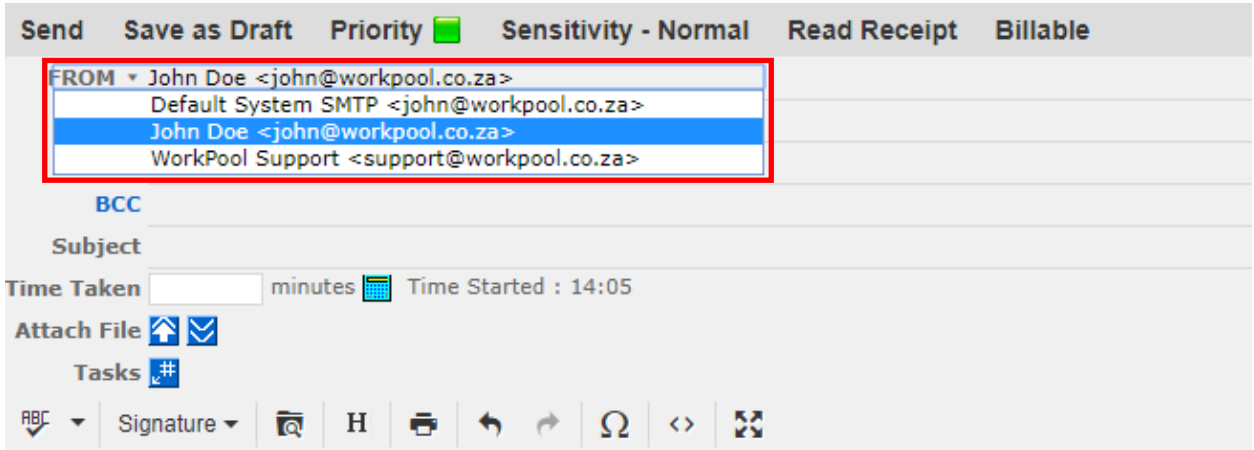 Send Save as Draft Priority Sensitivity - Normal Read Receipt Billable
FROM John Doe <john@workpool.co.za>
Default System SMTP <john@workpool.co.za>
John Doe <john@workpool.co.za>
WorkPool Support <support@workpool.co.za>
BCC
Subject
Time Taken minutes Time Started : 14:05
Attach File
Tasks #
ABC Signature H Ω <>